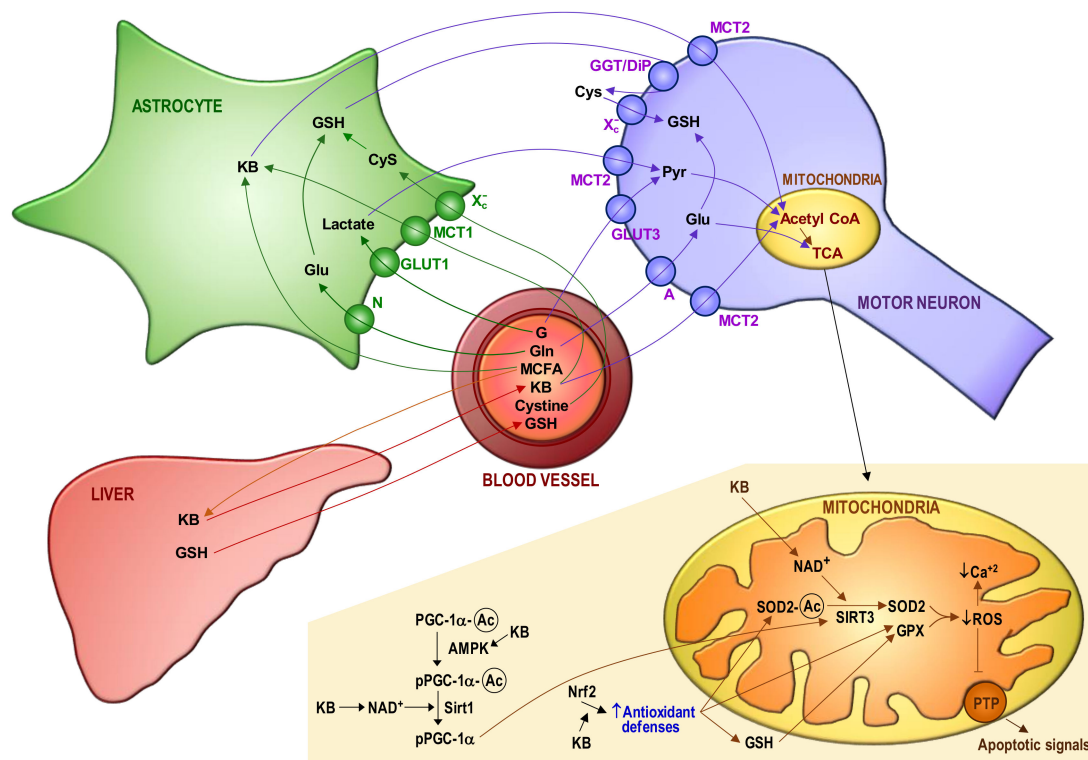 MCT2
GGT/DiP
Cys
ASTROCYTE
GSH
X⁻c
GSH
CyS
KB
MCT2
Pyr
MITOCHONDRIA
X⁻c
Lactate
MCT1
GLUT3
Glu
Acetyl CoA
TCA
GLUT1
Glu
N
A
MCT2
MOTOR NEURON
G
Gln
MCFA
KB
Cystine
GSH
BLOOD VESSEL
LIVER
KB
GSH
KB
MITOCHONDRIA
NAD⁺
↓Ca⁺²
SOD2-Ac
SOD2
SIRT3
GPX
↓ROS
PGC-1α-Ac
KB
AMPK
pPGC-1α-Ac
KB
NAD⁺
Sirt1
pPGC-1α
Nrf2
↑Antioxidant
defenses
KB
GSH
PTP
Apoptotic signals